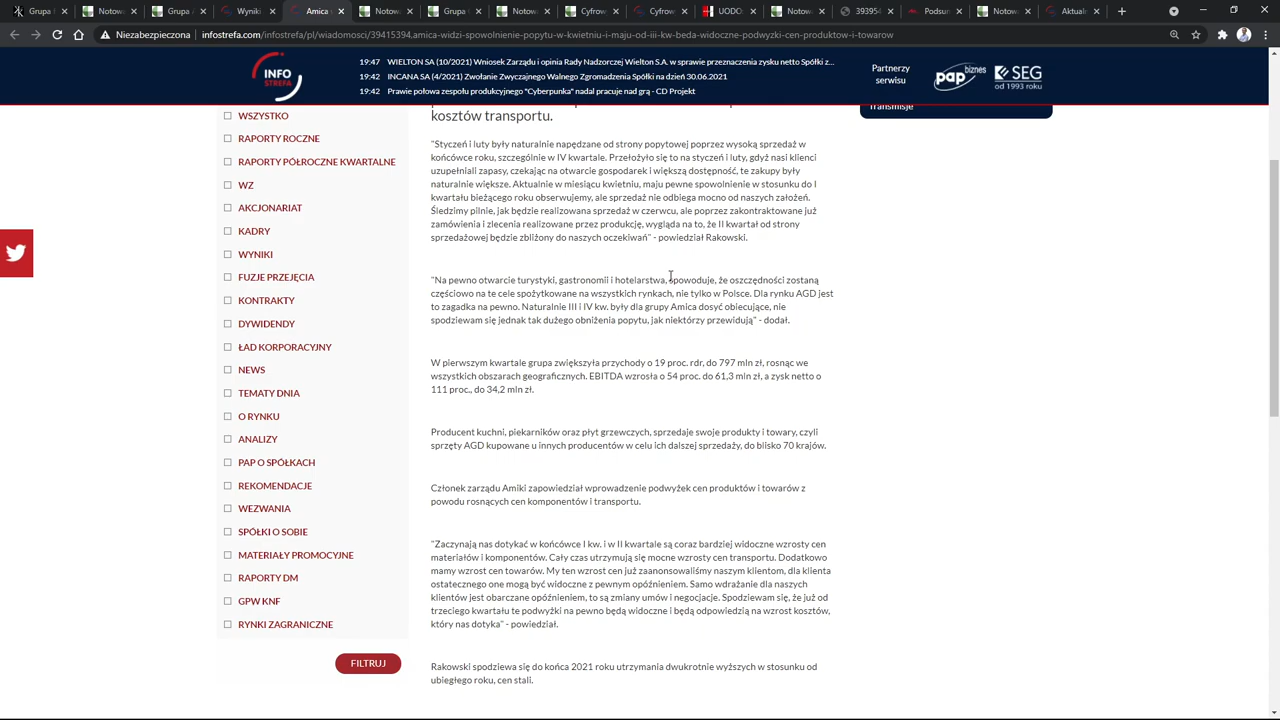 Grupa
Notow
Grupa
Amica
Notow
Grupa
Notow
Cyfrow
Cyfrow
UODO
Notow
393954
Podsun
Notow
Aktualn
Niezabezpieczona
infostrefa.com/infostrefa/pl/wiadomosci/39415394,amica-widzi-spowolnienie-popytu-w-kwietniu-i-maju-od-iii-kw-beda-widoczne-podwyzki-cen-produktow-i-towarow
INFO
STREFA
19:47 WIELTON SA (10/2021) Wniosek Zarządu i opinia Rady Nadzorczej Wielton S.A. w sprawie przeznaczenia zysku netto Spółki z...
19:42 INCANA SA (4/2021) Zwołanie Zwyczajnego Walnego Zgromadzenia Spółki na dzień 30.06.2021
19:42 Prawie połowa zespołu produkcyjnego "Cyberpunka" nadal pracuje nad grą - CD Projekt
Partnerzy
serwisu
pap biznes
SEG
od 1993 roku
Transmisje
WSZYSTKO
RAPORTY ROCZNE
RAPORTY PÓŁROCZNE KWARTALNE
WZ
AKCJONARIAT
KADRY
WYNIKI
FUZJE PRZEJĘCIA
KONTRAKTY
DYWIDENDY
ŁAD KORPORACYJNY
NEWS
TEMATY DNIA
O RYNKU
ANALIZY
PAP O SPÓŁKACH
REKOMENDACJE
WEZWANIA
SPÓŁKI O SOBIE
MATERIAŁY PROMOCYJNE
RAPORTY DM
GPW KNF
RYNKI ZAGRANICZNE
FILTRUJ
kosztów transportu.
"Styczeń i luty były naturalnie napędzane od strony popytowej poprzez wysoką sprzedaż w
końcówce roku, szczególnie w IV kwartale. Przełożyło się to na styczeń i luty, gdyż nasi klienci
uzupełniali zapasy, czekając na otwarcie gospodarek i większą dostępność, te zakupy były
naturalnie większe. Aktualnie w miesiącu kwietniu, maju pewne spowolnienie w stosunku do I
kwartału bieżącego roku obserwujemy, ale sprzedaż nie odbiega mocno od naszych założeń.
Śledzimy pilnie, jak będzie realizowana sprzedaż w czerwcu, ale poprzez zakontraktowane już
zamówienia i zlecenia realizowane przez produkcję, wygląda na to, że II kwartał od strony
sprzedażowej będzie zbliżony do naszych oczekiwań" - powiedział Rakowski.
"Na pewno otwarcie turystyki, gastronomii i hotelarstwa, spowoduje, że oszczędności zostaną
częściowo na te cele spożytkowane na wszystkich rynkach, nie tylko w Polsce. Dla rynku AGD jest
to zagadka na pewno. Naturalnie III i IV kw. były dla grupy Amica dosyć obiecujące, nie
spodziewam się jednak tak dużego obniżenia popytu, jak niektórzy przewidują" - dodał.
W pierwszym kwartale grupa zwiększyła przychody o 19 proc. rdr, do 797 mln zł, rosnąc we
wszystkich obszarach geograficznych. EBITDA wzrosła o 54 proc. do 61,3 mln zł, a zysk netto o
111 proc., do 34,2 mln zł.
Producent kuchni, piekarników oraz płyt grzewczych, sprzedaje swoje produkty i towary, czyli
sprzęty AGD kupowane u innych producentów w celu ich dalszej sprzedaży, do blisko 70 krajów.
Członek zarządu Amiki zapowiedział wprowadzenie podwyżek cen produktów i towarów z
powodu rosnących cen komponentów i transportu.
"Zaczynają nas dotykać w końcówce I kw. i w II kwartale są coraz bardziej widoczne wzrosty cen
materiałów i komponentów. Cały czas utrzymują się mocne wzrosty cen transportu. Dodatkowo
mamy wzrost cen towarów. My ten wzrost cen już zaanonsowaliśmy naszym klientom, dla klienta
ostatecznego one mogą być widoczne z pewnym opóźnieniem. Samo wdrażanie dla naszych
klientów jest obarczane opóźnieniem, to są zmiany umów i negocjacje. Spodziewam się, że już od
trzeciego kwartału te podwyżki na pewno będą widoczne i będą odpowiedzią na wzrost kosztów,
który nas dotyka" - powiedział.
Rakowski spodziewa się do końca 2021 roku utrzymania dwukrotnie wyższych w stosunku do
ubiegłego roku, cen stali.